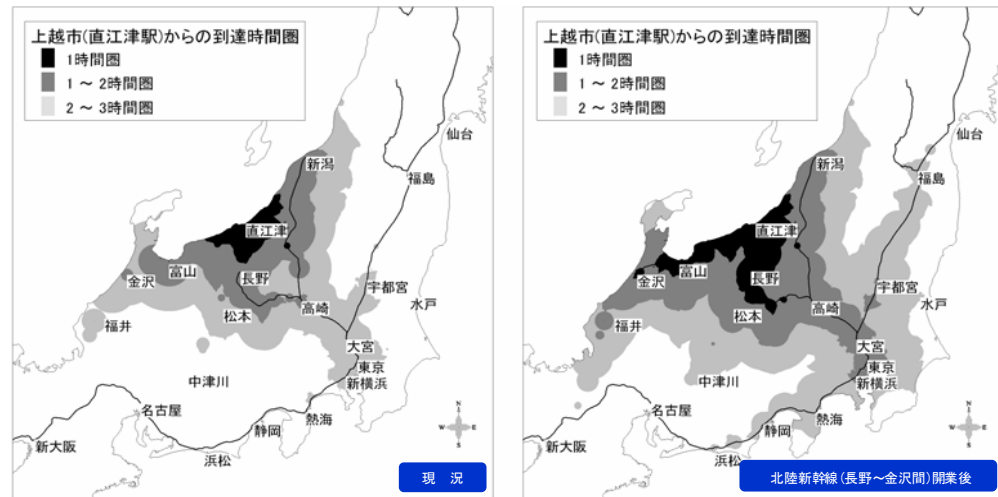 上越市(直江津駅)からの到達時間圏
1時間圏
1 ～ 2時間圏
2 ～ 3時間圏
仙台
新潟
福島
直江津
富山
長野
金沢
宇都宮
水戸
高崎
松本
福井
大宮
東京
新横浜
中津川
名古屋
熱海
静岡
新大阪
浜松
N
W
E
S
現 況
上越市(直江津駅)からの到達時間圏
1時間圏
1 ～ 2時間圏
2 ～ 3時間圏
仙台
新潟
福島
直江津
富山
長野
金沢
宇都宮
水戸
高崎
松本
福井
大宮
東京
新横浜
中津川
名古屋
熱海
静岡
新大阪
浜松
N
W
E
S
北陸新幹線(長野～金沢間)開業後